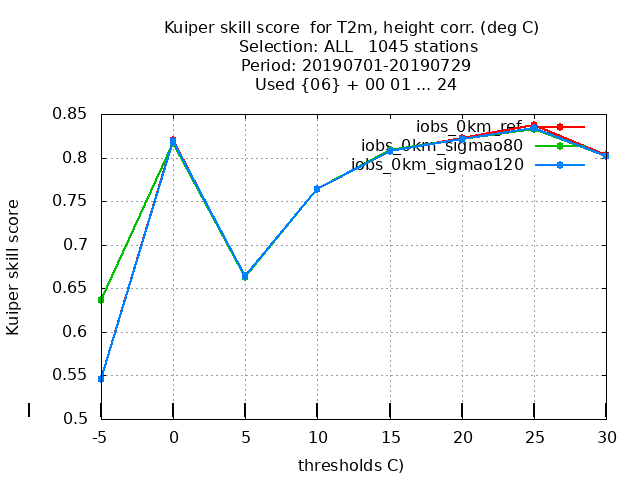 Kuiper skill score  for T2m, height corr. (deg C)
Selection: ALL   1045 stations
Period: 20190701-20190729
Used {06} + 00 01 ... 24
iobs_0km_ref
iobs_0km_sigmao80
iobs_0km_sigmao120
Kuiper skill score
0.85
0.8
0.75
0.7
0.65
0.6
0.55
0.5
-5 0 5 10 15 20 25 30
thresholds C)